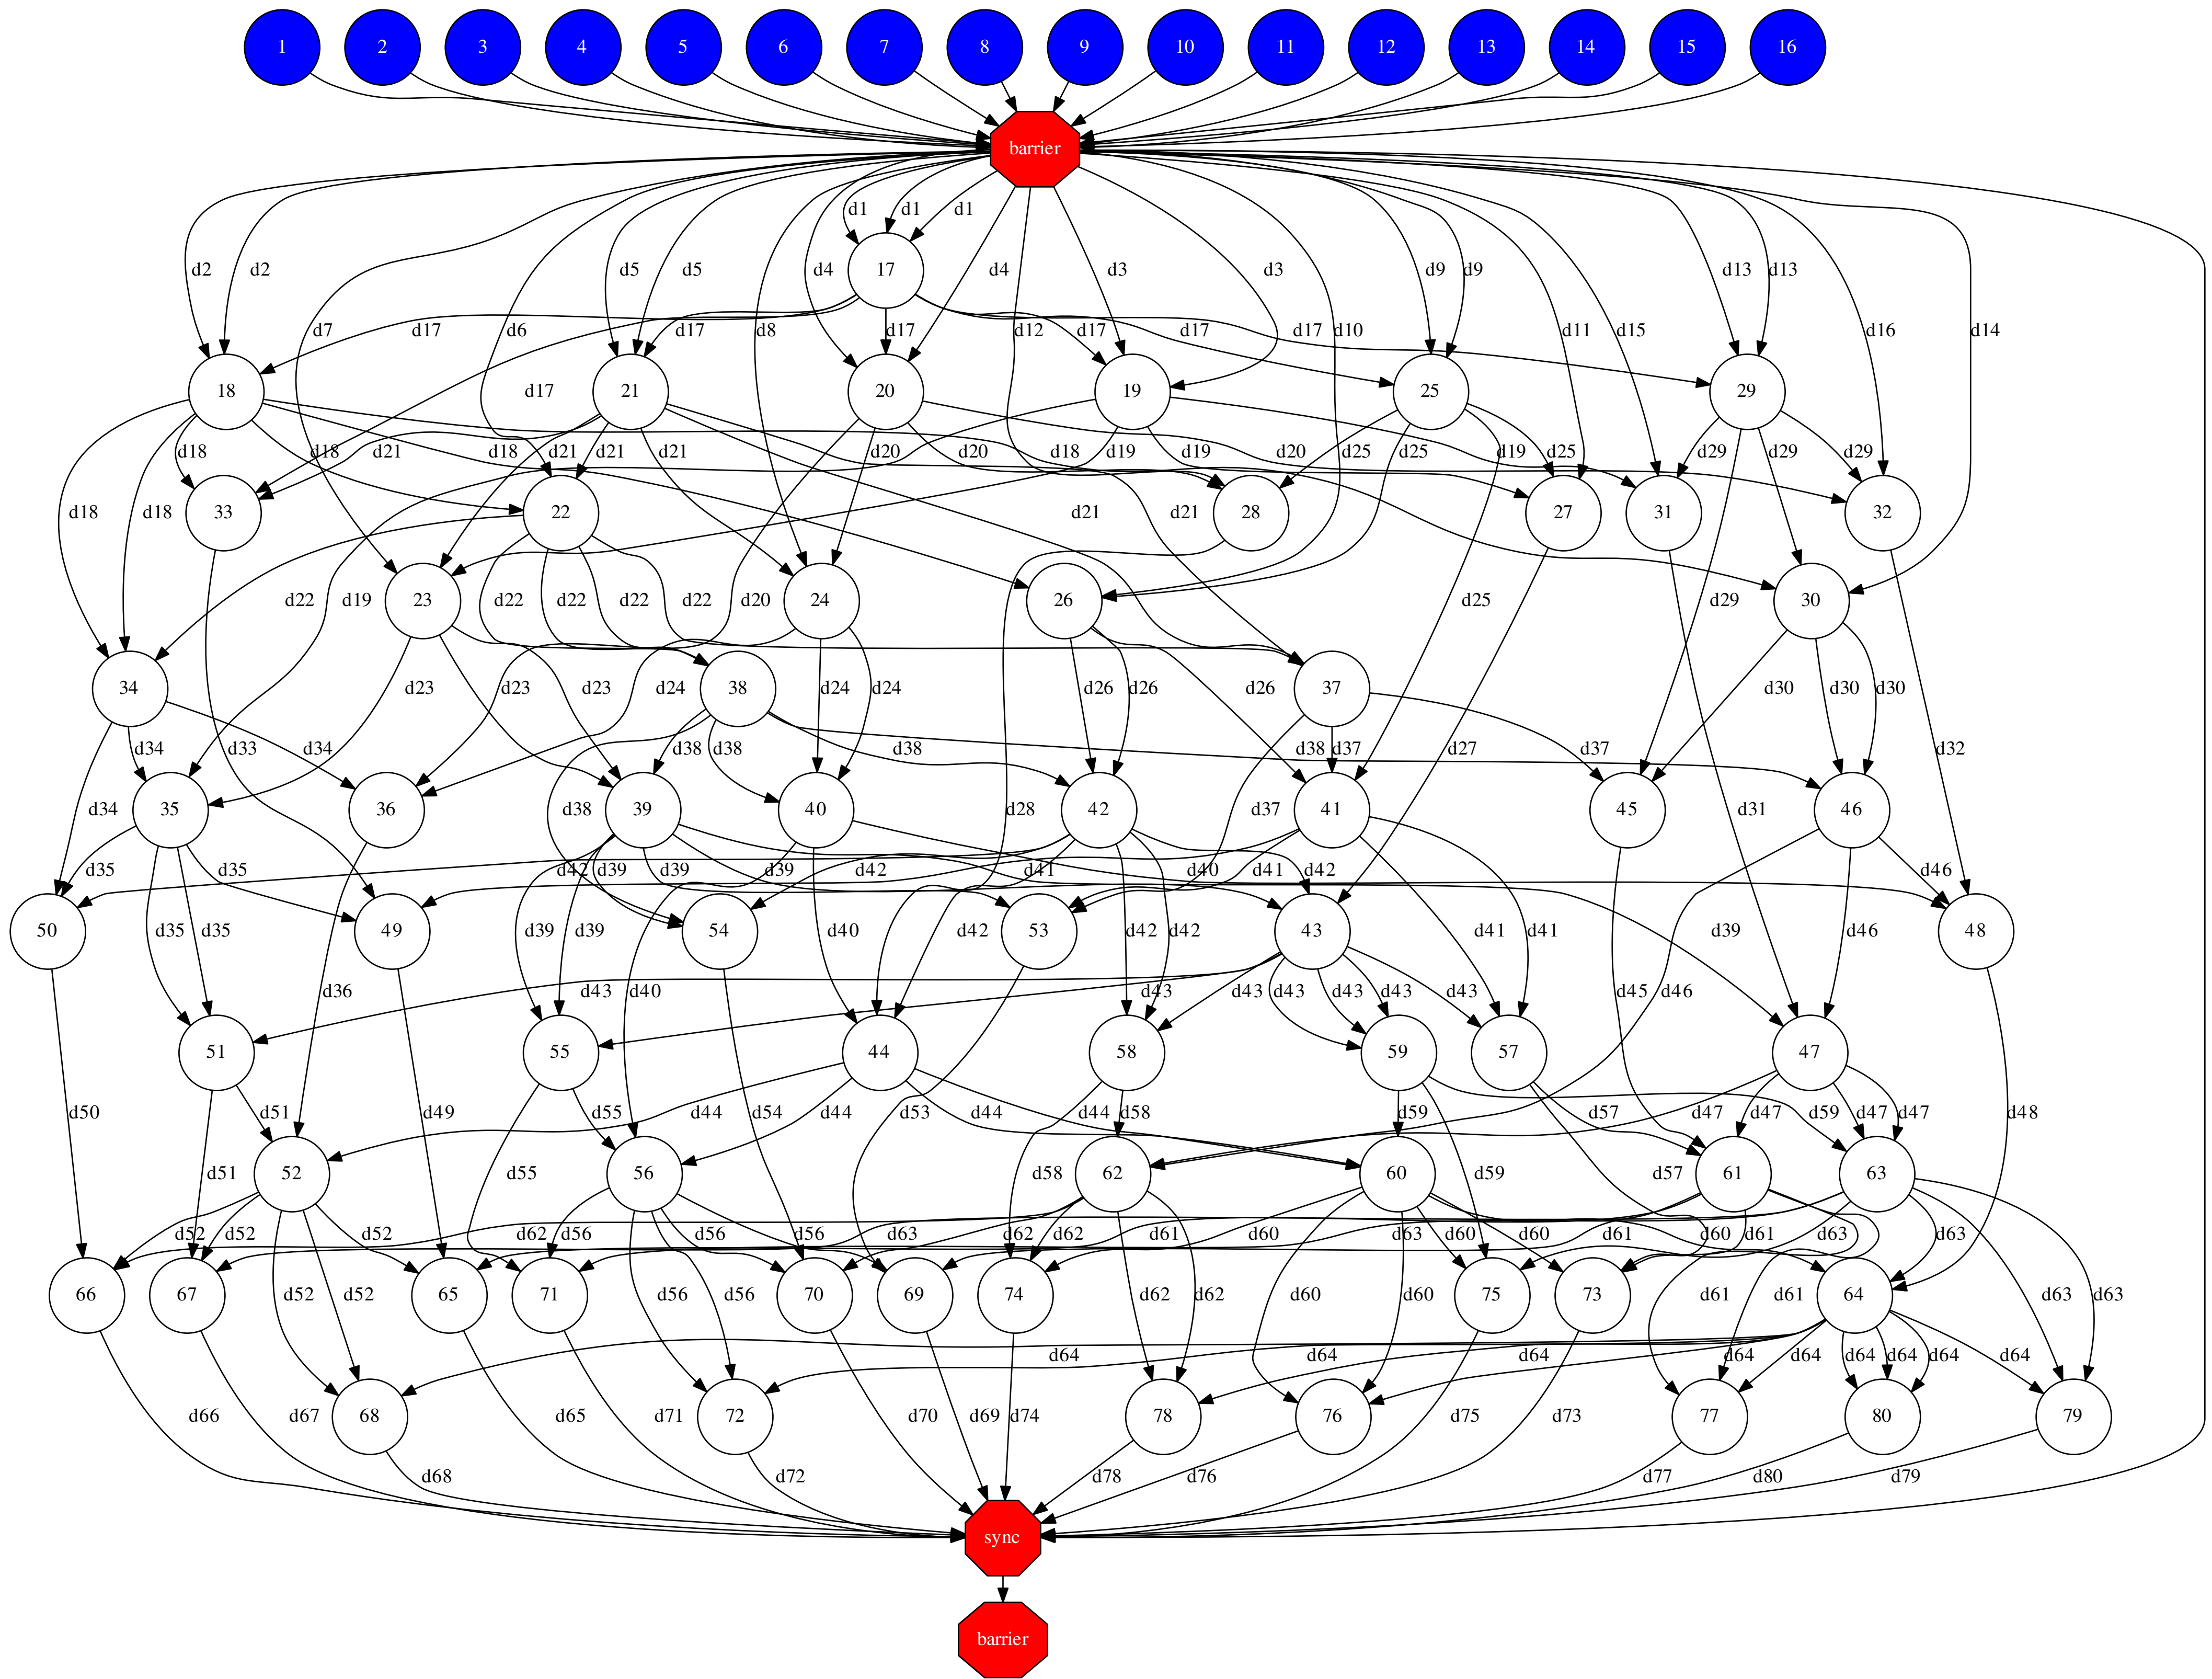 1 2 3 4 5 6 7 8 9 10 11 12 13 14 15 16
barrier
d1 d1 d1
d2 d2 d5 d5 d4 d4 d3 d3 d9 d9 d13 d13
17
d7 d6 d8 d12 d10 d11 d15 d16 d14
d17 d17 d17 d17 d17 d17
18 21 20 19 25 29
d17
d18 d18 d21 d18 d21 d21 d21 d20 d20 d18 d19 d19 d20 d25 d25 d19 d25 d29 d29 d29
33 22 28 27 31 32
d18 d18 d21 d21
23 24 26 30
d22 d19 d22 d22 d22 d22 d20 d25 d29
34 38 37
d23 d23 d23 d24 d24 d24 d26 d26 d26 d30 d30 d30
d34 d34 d33 d38 d38 d38 d38 d37 d37 d27 d32
35 36 39 40 42 41 45 46
d34 d38 d28 d37 d31
d35 d35 d42 d39 d39 d39 d42 d41 d41 d42 d40 d46
50 49 54 53 43 48
d35 d35 d39 d39 d40 d42 d42 d42 d41 d41 d39 d46
d36 d40 d43 d43 d43 d43 d43 d43 d43 d45 d46
51 55 44 58 59 57 47
d50 d51 d49 d55 d44 d44 d54 d53 d44 d58 d59 d57 d47 d59 d47 d47 d47 d48
52 56 62 60 61 63
d51 d55 d58 d59 d57
d52 d52 d52 d62 d56 d56 d56 d63 d62 d62 d61 d60 d63 d60 d60 d61 d60 d61 d63 d63
66 67 65 71 70 69 74 75 73 64
d52 d52 d56 d56 d62 d62 d60 d60 d61 d61 d63 d63
d64 d64 d64 d64 d64 d64 d64 d64 d64
68 72 78 76 77 80 79
d66 d67 d65 d71 d70 d69 d74 d75 d73
d68 d72 d78 d76 d77 d80 d79
sync
barrier